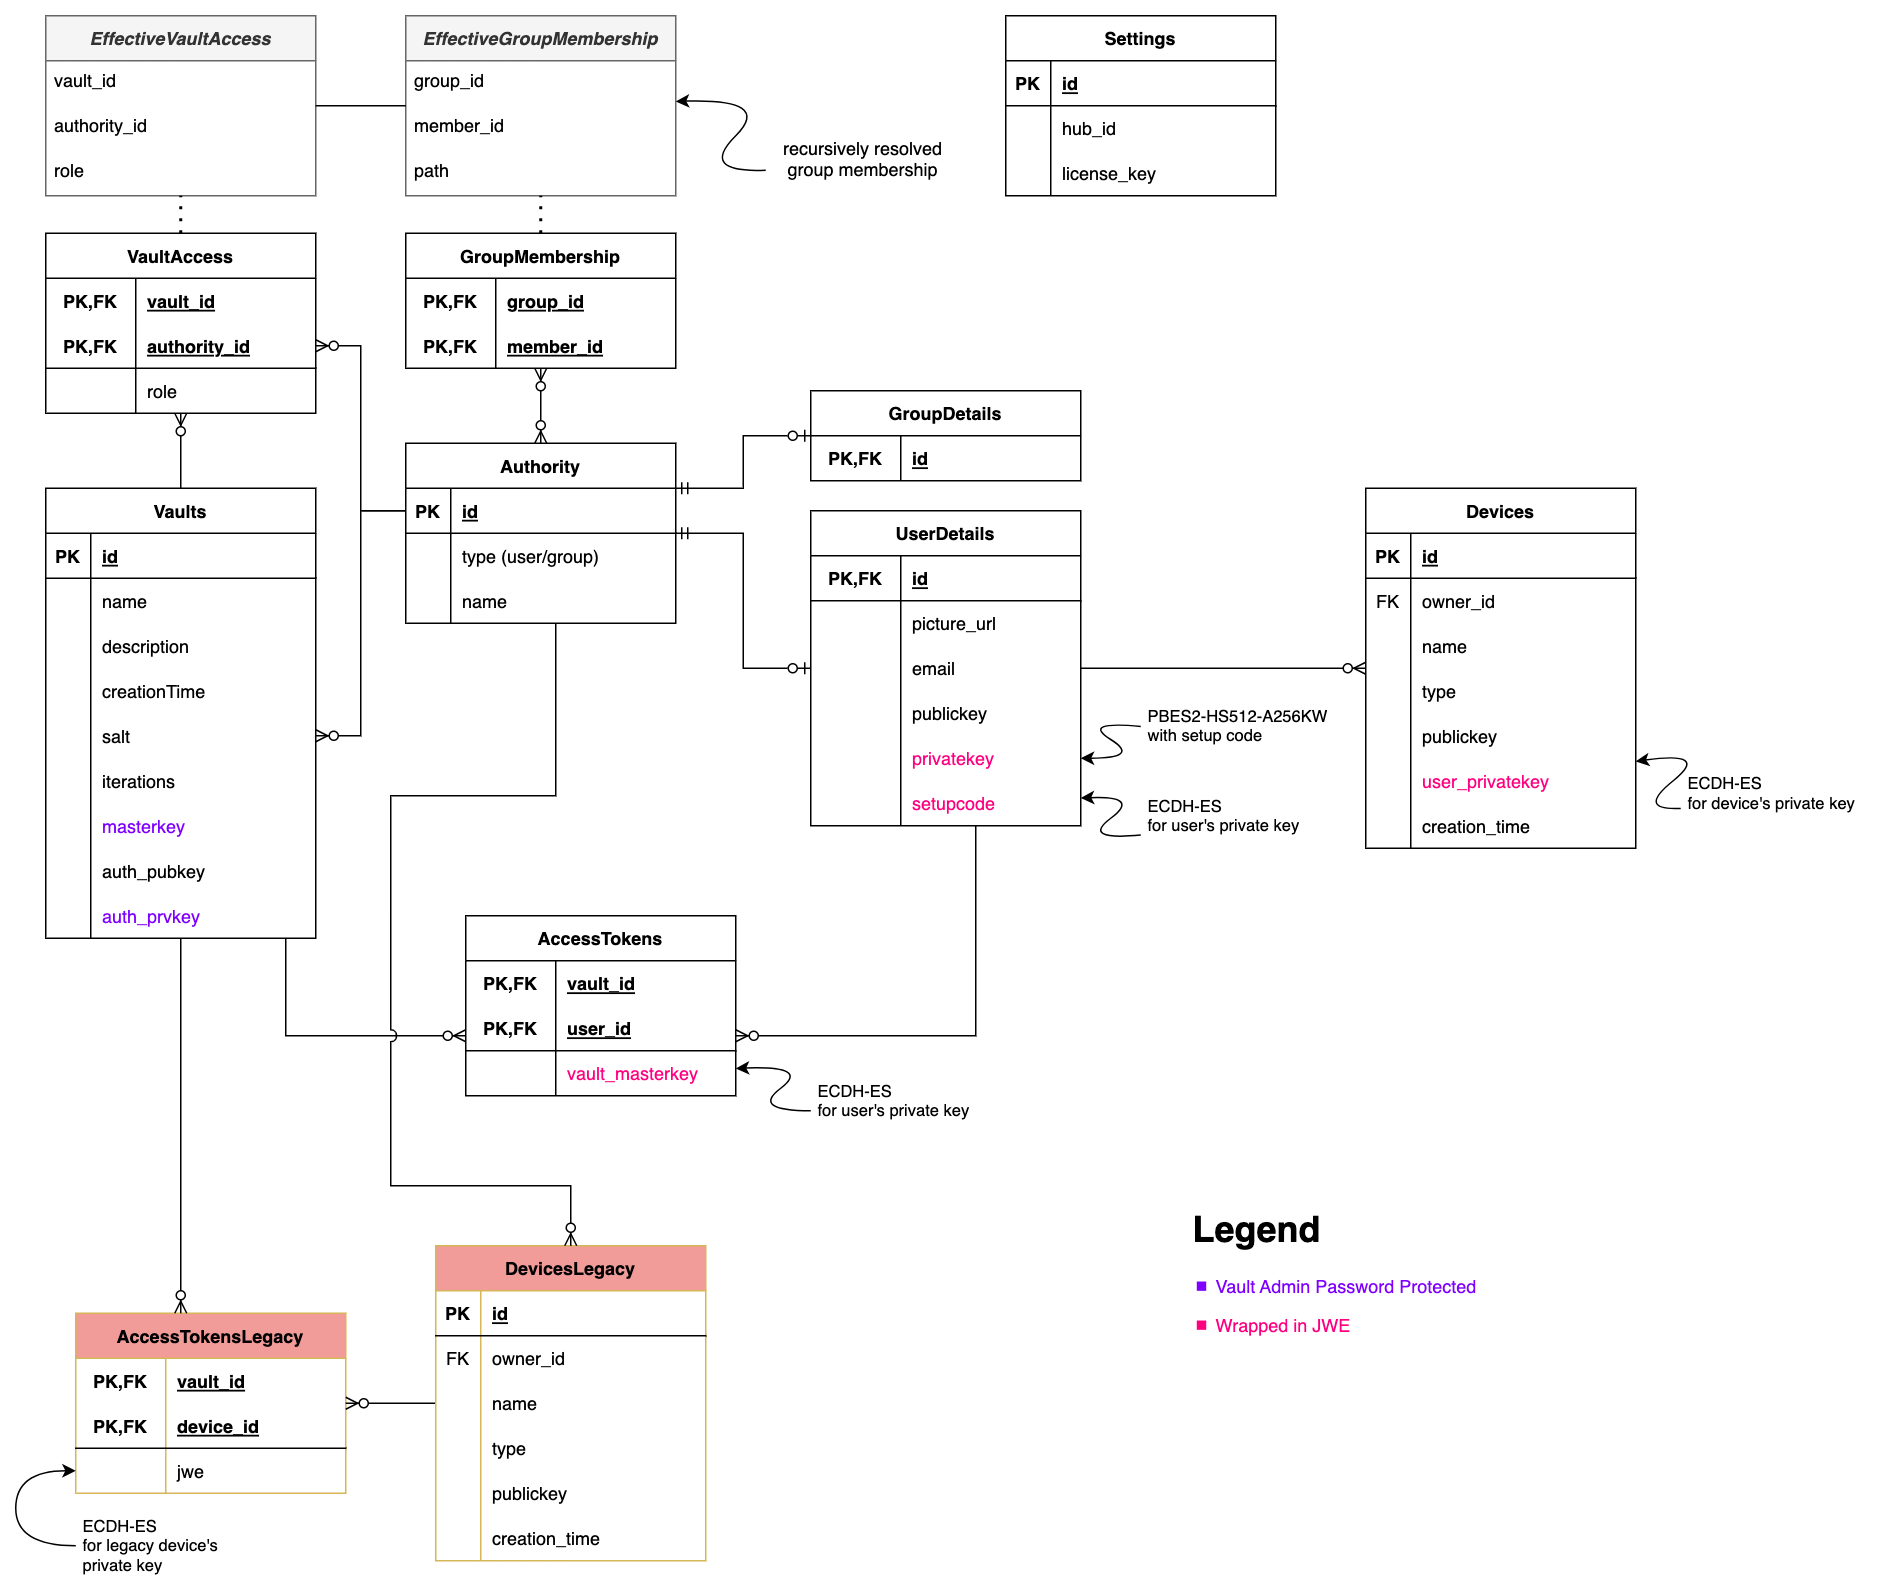 EffectiveVaultAccess
vault_id
authority_id
role
EffectiveGroupMembership
group_id
member_id
path
recursively resolved
group membership
Settings
PK id
hub_id
license_key
VaultAccess
PK,FK vault_id
PK,FK authority_id
role
GroupMembership
PK,FK group_id
PK,FK member_id
GroupDetails
PK,FK id
Authority
PK id
type (user/group)
name
Vaults
PK id
name
description
creationTime
salt
iterations
masterkey
auth_pubkey
auth_prvkey
UserDetails
PK,FK id
picture_url
email
publickey
privatekey
setupcode
PBES2-HS512-A256KW
with setup code
ECDH-ES
for user's private key
Devices
PK id
FK owner_id
name
type
publickey
user_privatekey
creation_time
ECDH-ES
for device's private key
AccessTokens
PK,FK vault_id
PK,FK user_id
vault_masterkey
ECDH-ES
for user's private key
DevicesLegacy
PK id
FK owner_id
name
type
publickey
creation_time
AccessTokensLegacy
PK,FK vault_id
PK,FK device_id
jwe
ECDH-ES
for legacy device's
private key
Legend
Vault Admin Password Protected
Wrapped in JWE